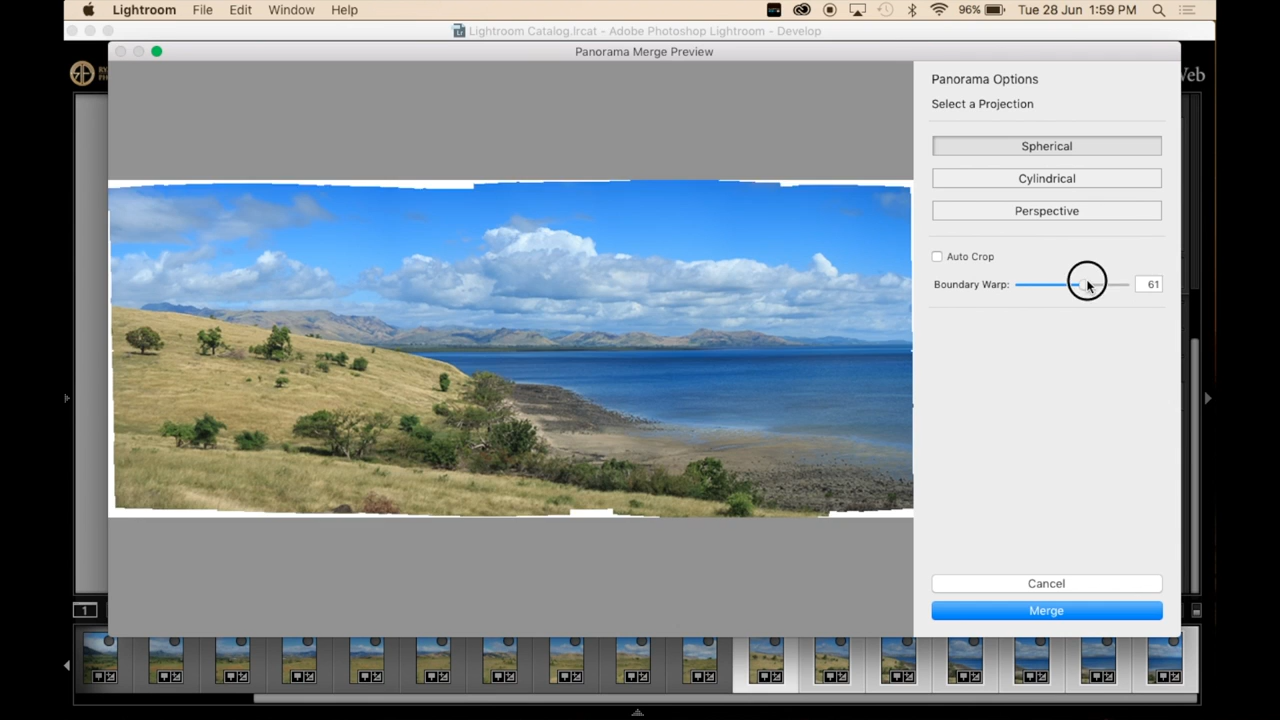 Lightroom File Edit Window Help 96% Tue 28 Jun 1:59 PM
Lightroom Catalog.lrcat - Adobe Photoshop Lightroom - Develop
Panorama Merge Preview
Panorama Options
Select a Projection
Spherical
Cylindrical
Perspective
Auto Crop
Boundary Warp: 61
Cancel
Merge
1